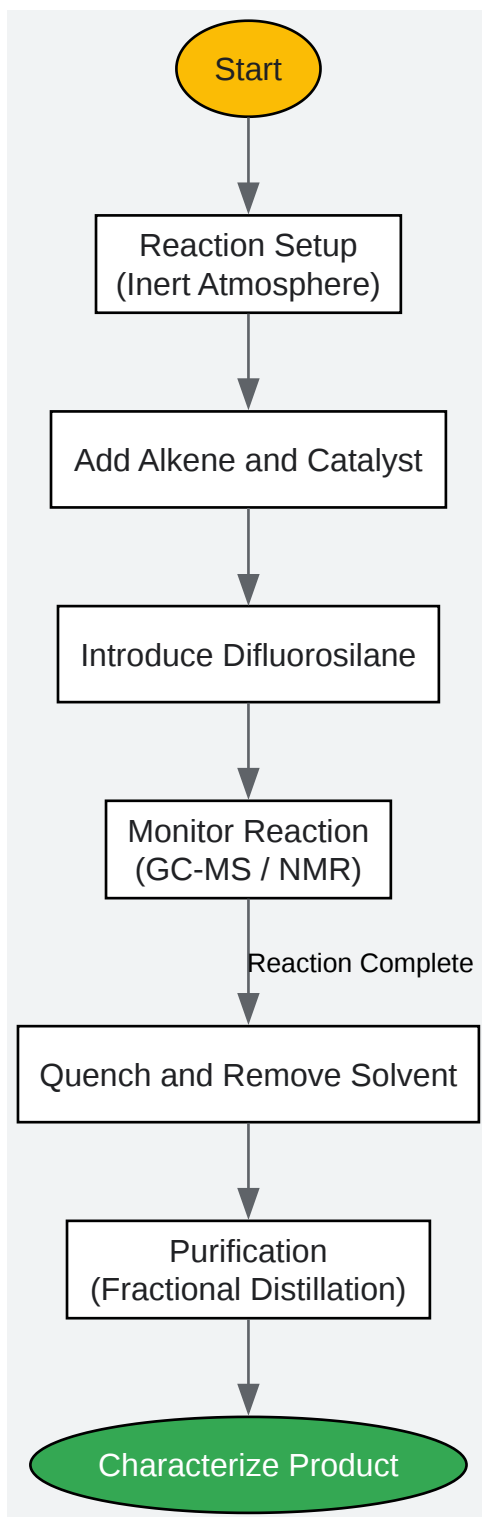 Start
Reaction Setup
(Inert Atmosphere)
Add Alkene and Catalyst
Introduce Difluorosilane
Monitor Reaction
(GC-MS / NMR)
Reaction Complete
Quench and Remove Solvent
Purification
(Fractional Distillation)
Characterize Product